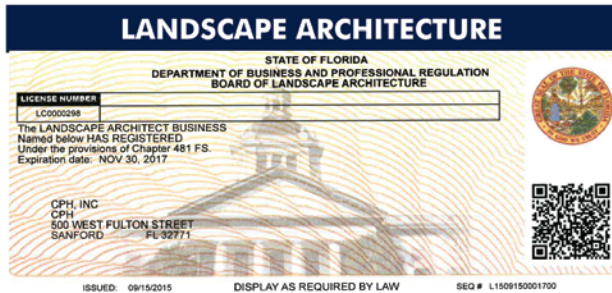 LANDSCAPE ARCHITECTURE
STATE OF FLORIDA
DEPARTMENT OF BUSINESS AND PROFESSIONAL REGULATION
BOARD OF LANDSCAPE ARCHITECTURE
LICENSE NUMBER
LC0000298
The LANDSCAPE ARCHITECT BUSINESS
Named below HAS REGISTERED
Under the provisions of Chapter 481 FS.
Expiration date: NOV 30, 2017
CPH, INC
CPH
500 WEST FULTON STREET
SANFORD FL 32771
ISSUED: 09/15/2015 DISPLAY AS REQUIRED BY LAW SEQ # L1509150001700